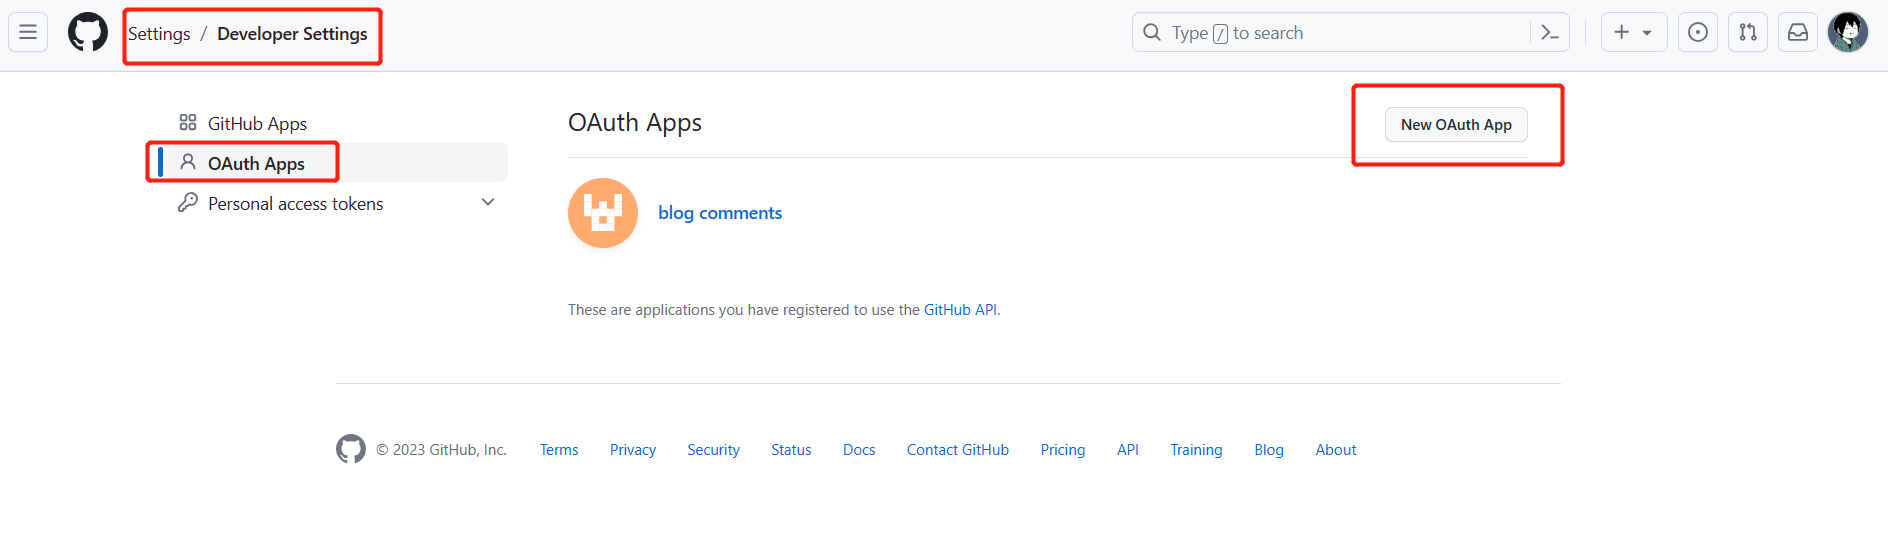 Settings / Developer Settings
Type / to search
GitHub Apps
OAuth Apps
Personal access tokens
OAuth Apps
New OAuth App
blog comments
These are applications you have registered to use the GitHub API.
© 2023 GitHub, Inc. Terms Privacy Security Status Docs Contact GitHub Pricing API Training Blog About